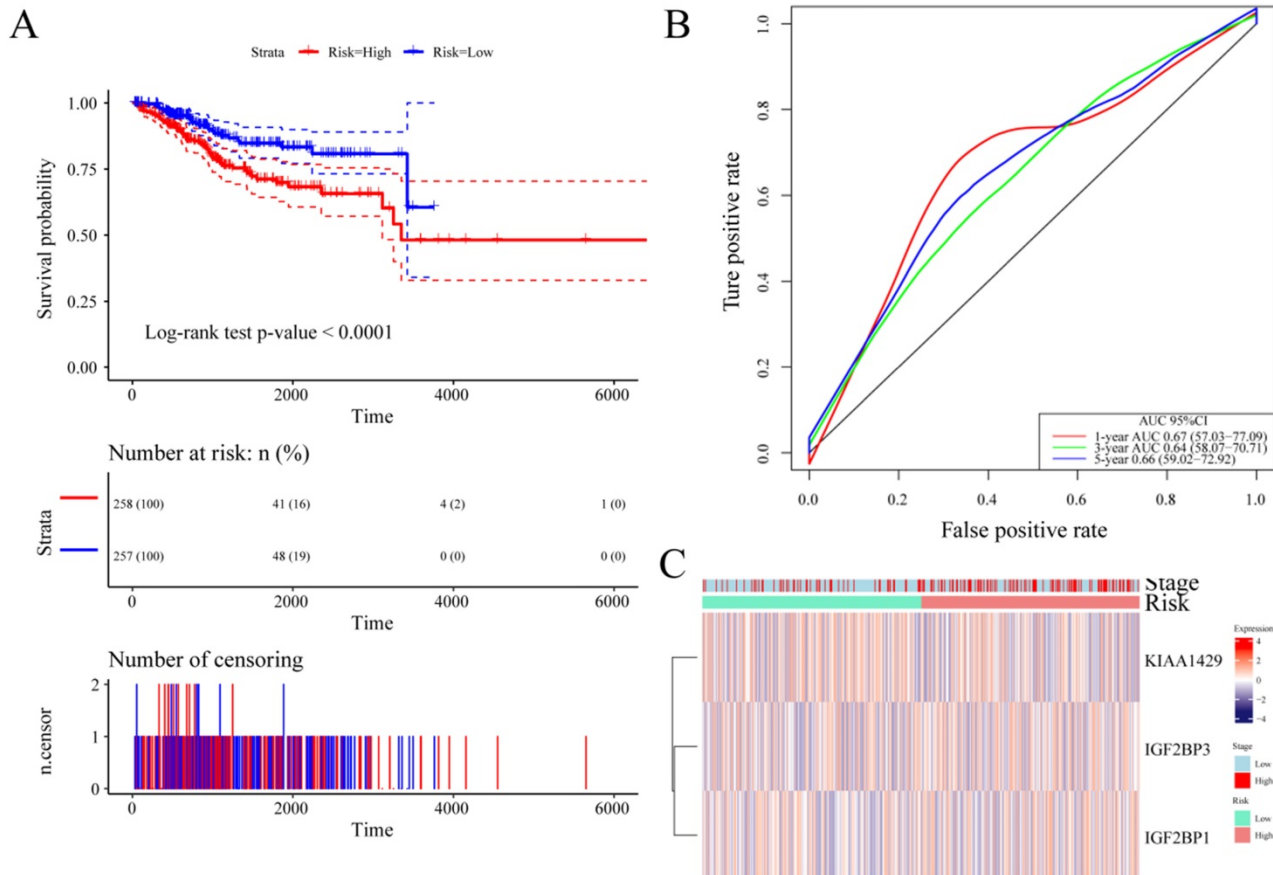 A
Strata Risk=High Risk=Low
1.00
0.75
0.50
0.25
0.00
Survival probability
Log-rank test p-value < 0.0001
0 2000 4000 6000
Time
Number at risk: n (%)
Strata
258 (100) 41 (16) 4 (2) 1 (0)
257 (100) 48 (19) 0 (0) 0 (0)
0 2000 4000 6000
Time
Number of censoring
n.censor
2
1
0
0 2000 4000 6000
Time
B
Ture positive rate
1.0
0.8
0.6
0.4
0.2
0.0
AUC 95%CI
1-year AUC 0.67 (57.03−77.09)
3-year AUC 0.64 (58.07−70.71)
5-year 0.66 (59.02−72.92)
0.0 0.2 0.4 0.6 0.8 1.0
False positive rate
C
Stage
Risk
KIAA1429
IGF2BP3
IGF2BP1
Expression
4
2
0
−2
−4
Stage
Low
High
Risk
Low
High